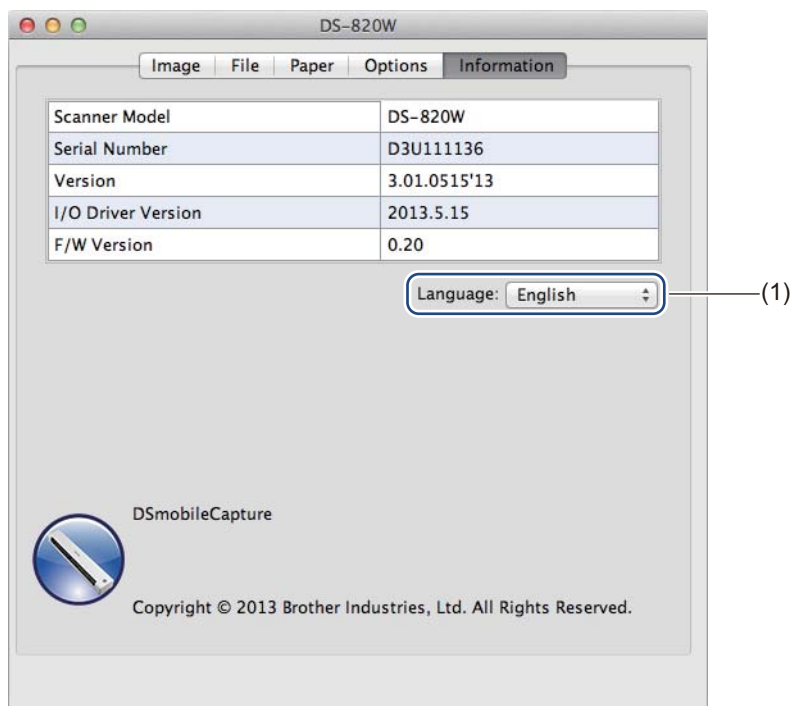 DS-820W
Image File Paper Options Information
Scanner Model DS-820W
Serial Number D3U111136
Version 3.01.0515'13
I/O Driver Version 2013.5.15
F/W Version 0.20
Language: English (1)
DSmobileCapture
Copyright © 2013 Brother Industries, Ltd. All Rights Reserved.